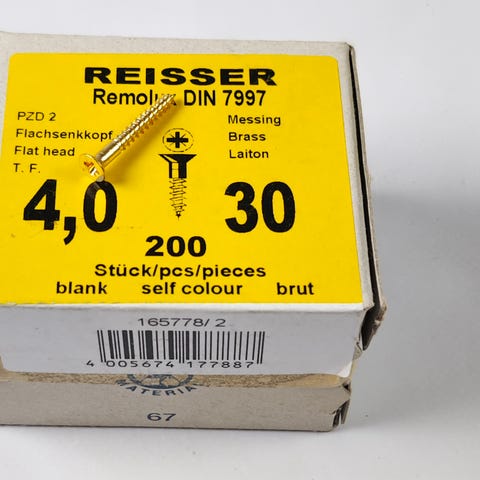 REISSER
DIN 7997
PZD 2
Messing
Flachsenkkopf
Brass
Flat head
Laiton
T. F.
4,0
30
200
Stück/pcs/pieces
blank self colour brut
165778/2
4 005674 177887
MATERIA
67